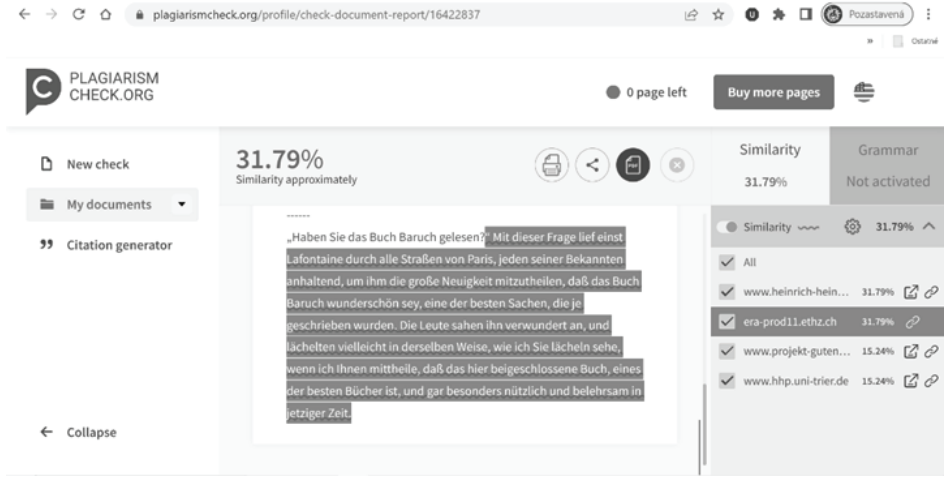 plagiarismcheck.org/profile/check-document-report/16422837
Pozastavená
» Ostatné
PLAGIARISM
CHECK.ORG
0 page left
Buy more pages
New check
My documents
Citation generator
Collapse
31.79%
Similarity approximately
------
„Haben Sie das Buch Baruch gelesen?“ Mit dieser Frage lief einst
Lafontaine durch alle Straßen von Paris, jeden seiner Bekannten
anhaltend, um ihm die große Neuigkeit mitzutheilen, daß das Buch
Baruch wunderschön sey, eine der besten Sachen, die je
geschrieben wurden. Die Leute sahen ihn verwundert an, und
lächelten vielleicht in derselben Weise, wie ich Sie lächeln sehe,
wenn ich Ihnen mittheile, daß das hier beigeschlossene Buch, eines
der besten Bücher ist, und gar besonders nützlich und belehrsam in
jetziger Zeit.
Similarity
31.79%
Grammar
Not activated
Similarity 31.79%
All
www.heinrich-hein... 31.79%
era-prod11.ethz.ch 31.79%
www.projekt-guten... 15.24%
www.hhp.uni-trier.de 15.24%